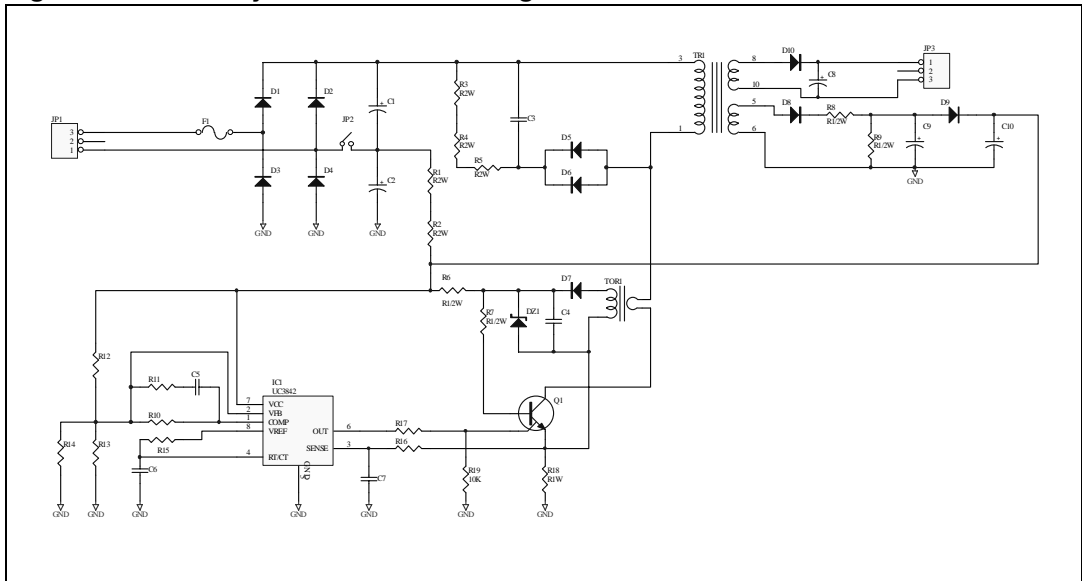 TR1
D10
JP3
3
8
1
2
3
C8
10
R3
R2W
D1
D2
C1
5
D8
R8
R1/2W
D9
JP1
F1
JP2
C3
R9
R1/2W
C9
C10
3
2
1
R4
R2W
D5
1
6
R5
R2W
D3
D4
C2
R1
R2W
D6
GND
R2
R2W
GND
GND
GND
R6
R1/2W
D7
TOR1
R7
R1/2W
DZ1
C4
R12
R11
C5
IC1
UC3842
Q1
R10
7
2
1
8
4
VCC
VFB
COMP
VREF
RT/CT
OUT
SENSE
GND
5
6
3
R17
R16
R14
R13
R15
C6
C7
R19
10K
R18
R1W
GND
GND
GND
GND
GND
GND
GND